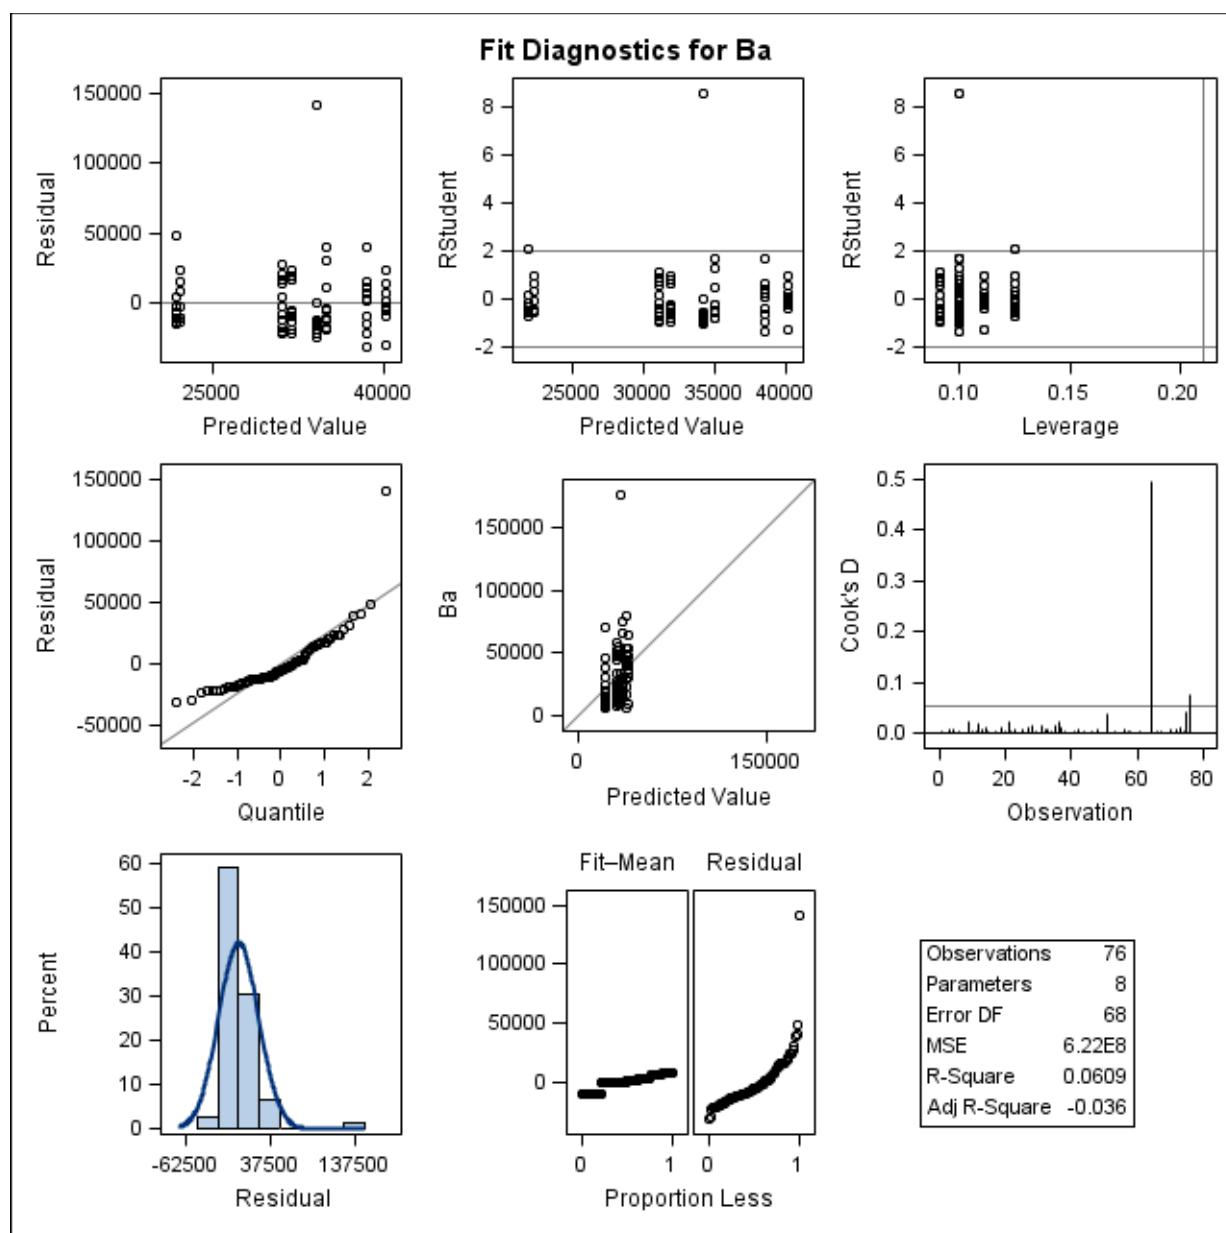 Fit Diagnostics for Ba
150000
100000
50000
0
Residual
25000 40000
Predicted Value
8
6
4
2
0
-2
RStudent
25000 30000 35000 40000
Predicted Value
8
6
4
2
0
-2
RStudent
0.10 0.15 0.20
Leverage
150000
100000
50000
0
-50000
Residual
-2 -1 0 1 2
Quantile
150000
100000
50000
0
Ba
0 150000
Predicted Value
0.5
0.4
0.3
0.2
0.1
0.0
Cook's D
0 20 40 60 80
Observation
60
50
40
30
20
10
0
Percent
-62500 37500 137500
Residual
Fit–Mean Residual
150000
100000
50000
0
0 1 0 1
Proportion Less
Observations 76
Parameters 8
Error DF 68
MSE 6.22E8
R-Square 0.0609
Adj R-Square -0.036